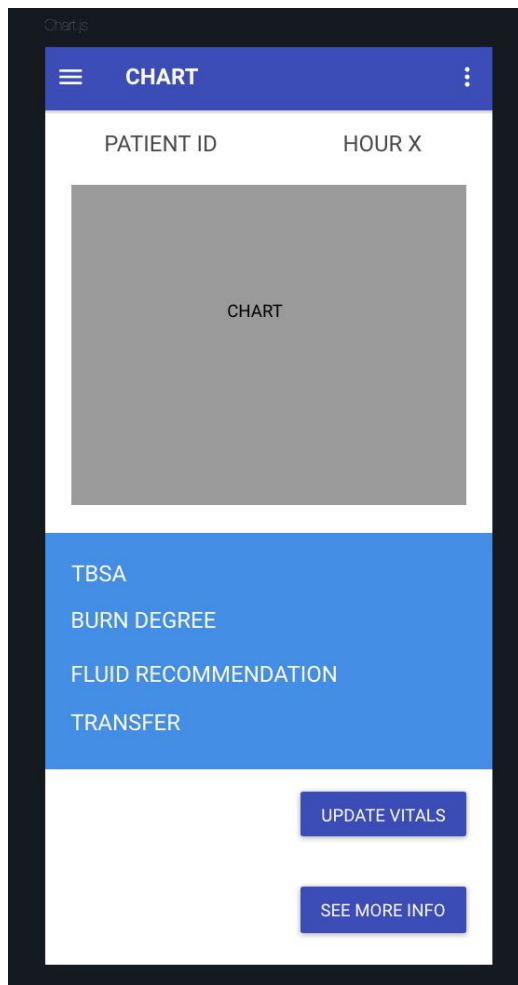 Chart.js
CHART
PATIENT ID HOUR X
CHART
TBSA
BURN DEGREE
FLUID RECOMMENDATION
TRANSFER
UPDATE VITALS
SEE MORE INFO